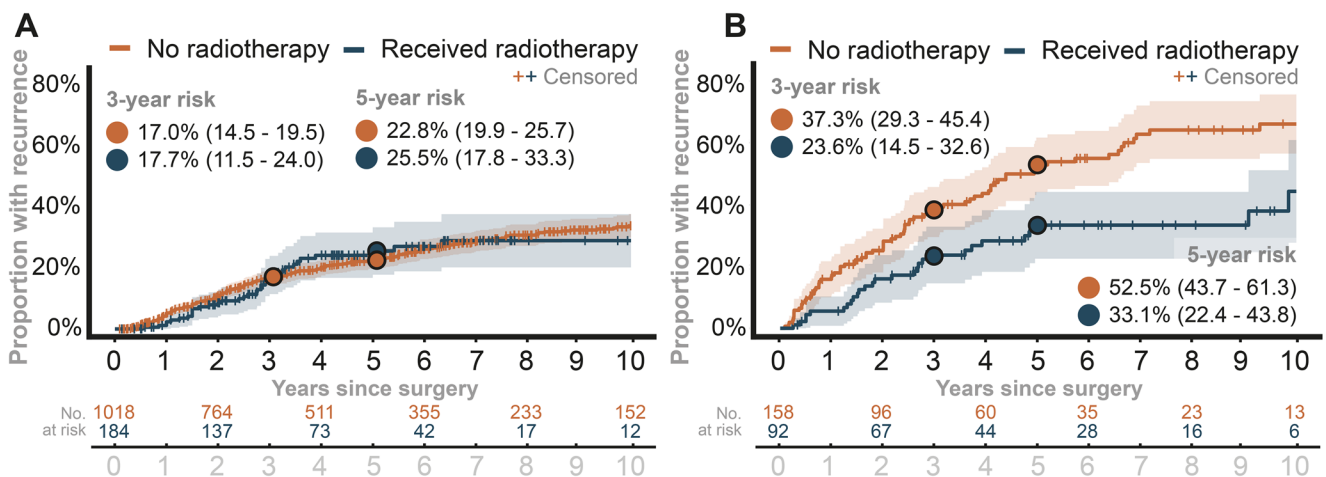 A
No radiotherapy
Received radiotherapy
Censored
Proportion with recurrence
80%
60%
40%
20%
0%
3-year risk
17.0% (14.5 - 19.5)
17.7% (11.5 - 24.0)
5-year risk
22.8% (19.9 - 25.7)
25.5% (17.8 - 33.3)
0 1 2 3 4 5 6 7 8 9 10
Years since surgery
No. at risk
1018 764 511 355 233 152
184 137 73 42 17 12
0 1 2 3 4 5 6 7 8 9 10
B
No radiotherapy
Received radiotherapy
Censored
Proportion with recurrence
80%
60%
40%
20%
0%
3-year risk
37.3% (29.3 - 45.4)
23.6% (14.5 - 32.6)
5-year risk
52.5% (43.7 - 61.3)
33.1% (22.4 - 43.8)
0 1 2 3 4 5 6 7 8 9 10
Years since surgery
No. at risk
158 96 60 35 23 13
92 67 44 28 16 6
0 1 2 3 4 5 6 7 8 9 10